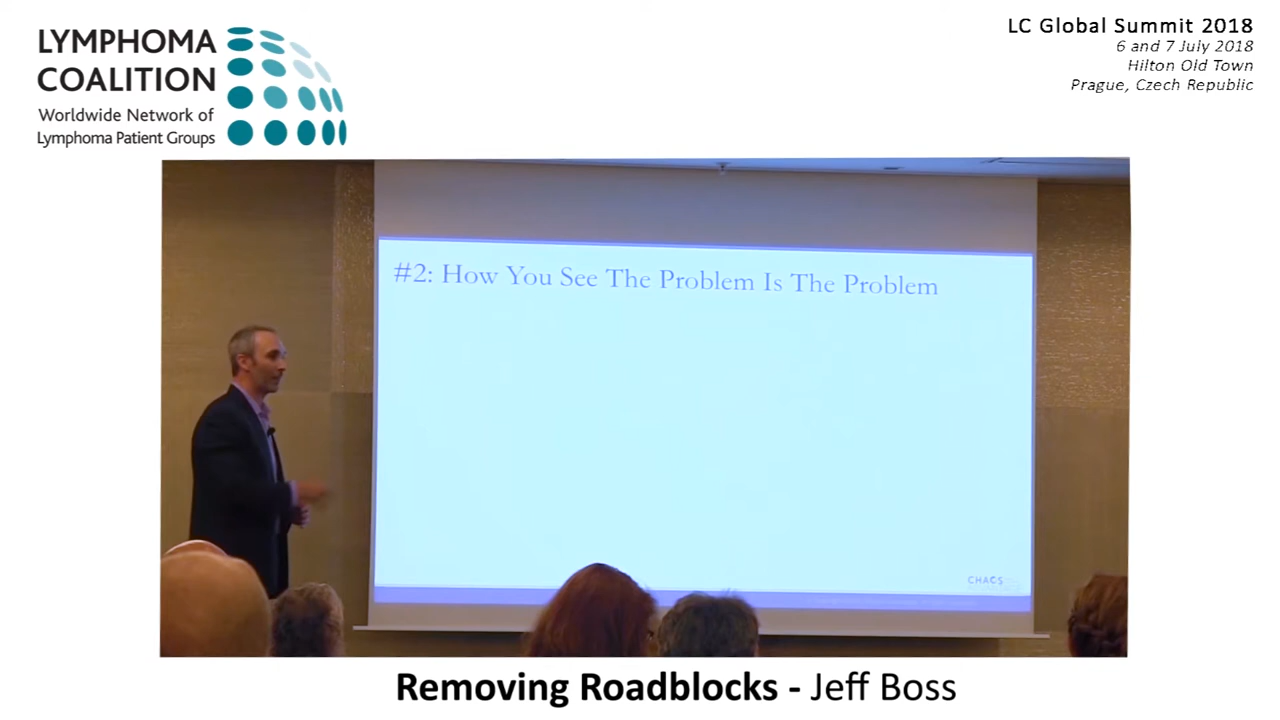 LYMPHOMA
COALITION
Worldwide Network of
Lymphoma Patient Groups
LC Global Summit 2018
6 and 7 July 2018
Hilton Old Town
Prague, Czech Republic
#2: How You See The Problem Is The Problem
CHAOS
Removing Roadblocks - Jeff Boss